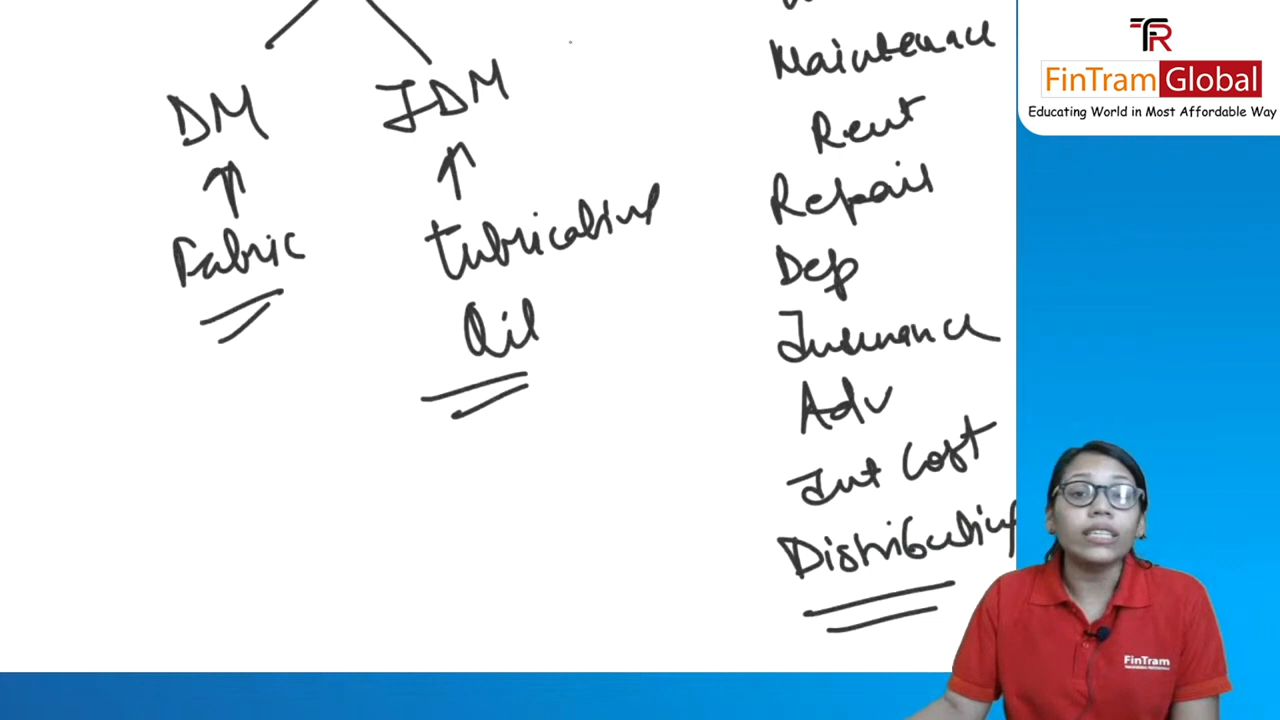 DM
IDM
Fabric
Lubricating
Oil
Maintenance
Rent
Repair
Dep
Insurance
Adv
Int Cost
Distribution
TR
FinTram Global
Educating World in Most Affordable Way
FinTram